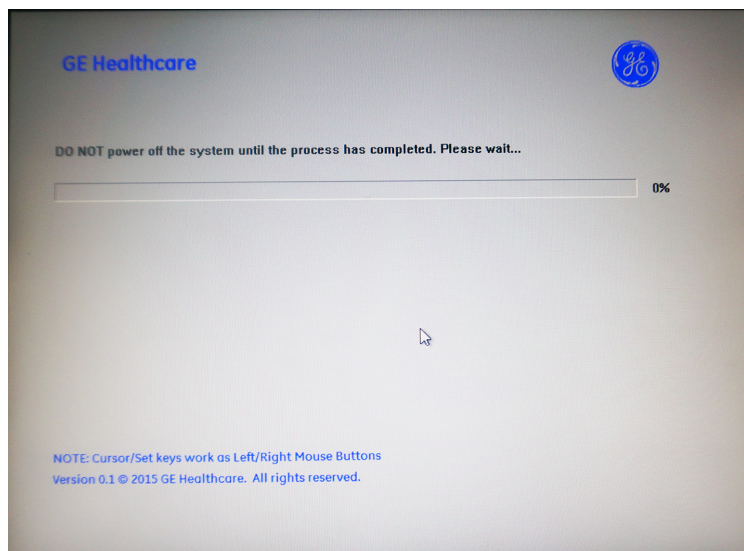 GE Healthcare
GE
DO NOT power off the system until the process has completed. Please wait...
0%
NOTE: Cursor/Set keys work as Left/Right Mouse Buttons
Version 0.1 © 2015 GE Healthcare. All rights reserved.